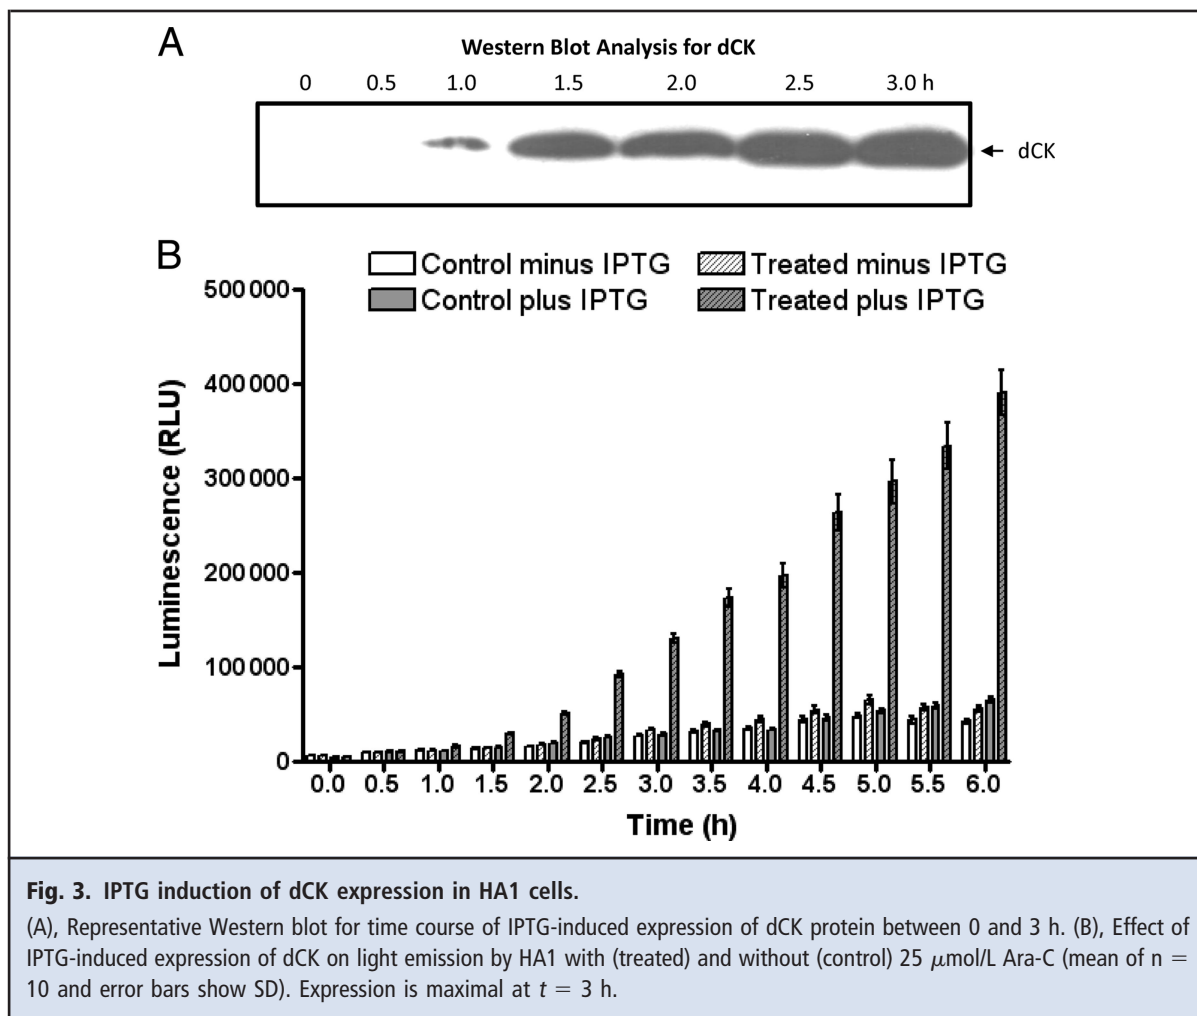 A
Western Blot Analysis for dCK
0 0.5 1.0 1.5 2.0 2.5 3.0 h
dCK
B
Control minus IPTG Treated minus IPTG
Control plus IPTG Treated plus IPTG
500 000
400 000
300 000
200 000
100 000
0
Luminescence (RLU)
0.0 0.5 1.0 1.5 2.0 2.5 3.0 3.5 4.0 4.5 5.0 5.5 6.0
Time (h)
Fig. 3. IPTG induction of dCK expression in HA1 cells.
(A), Representative Western blot for time course of IPTG-induced expression of dCK protein between 0 and 3 h. (B), Effect of
IPTG-induced expression of dCK on light emission by HA1 with (treated) and without (control) 25 μmol/L Ara-C (mean of n =
10 and error bars show SD). Expression is maximal at t = 3 h.